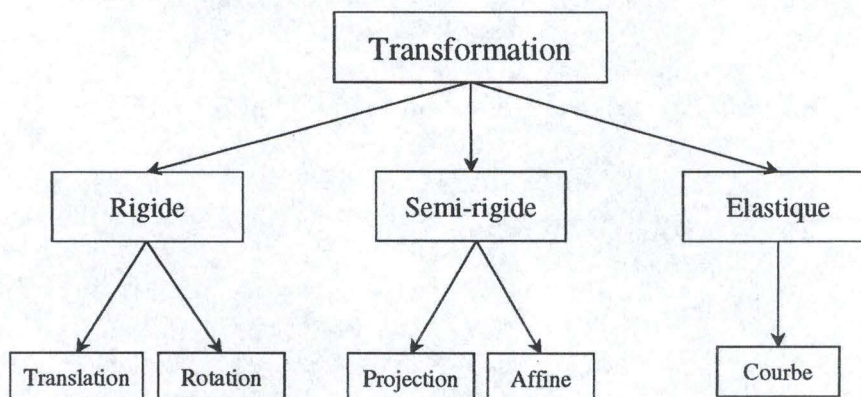 Transformation
Rigide
Semi-rigide
Elastique
Translation
Rotation
Projection
Affine
Courbe